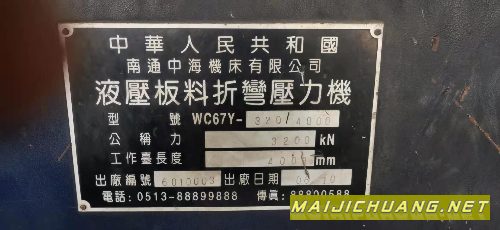 中華人民共和國
南通中海機床有限公司
液壓板料折彎壓力機
型 號 WC67Y-320/4000
公稱力 3200 kN
工作臺長度 4000 mm
出廠編號 6810003 出廠日期
電話:0513-88899888 傳真:88800588
MAIJICHUANG.NET